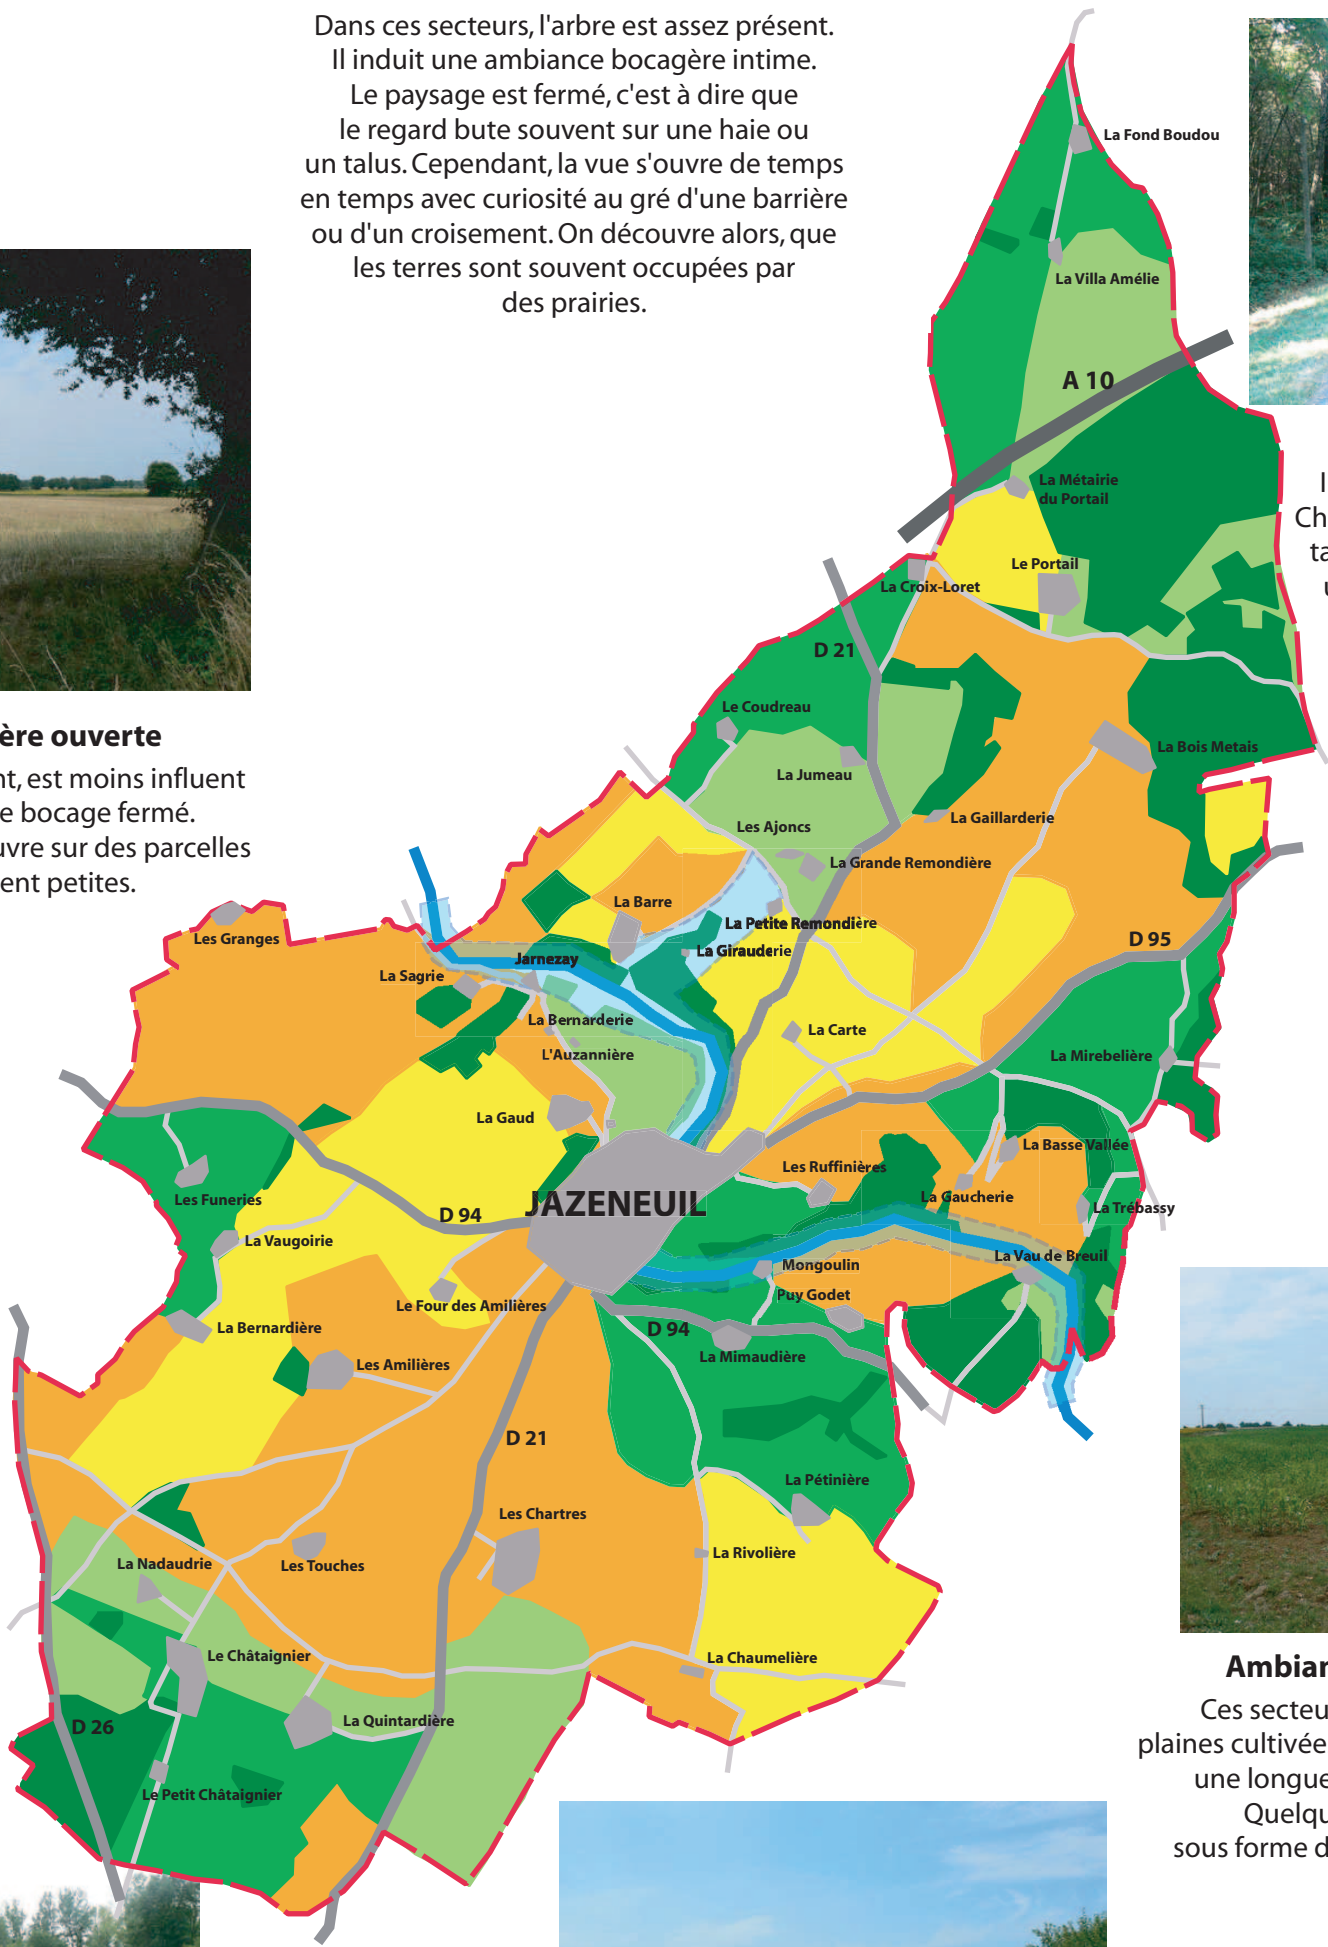 Dans ces secteurs, l'arbre est assez présent.
Il induit une ambiance bocagère intime.
Le paysage est fermé, c'est à dire que
le regard bute souvent sur une haie ou
un talus. Cependant, la vue s'ouvre de temps
en temps avec curiosité au gré d'une barrière
ou d'un croisement. On découvre alors, que
les terres sont souvent occupées par
des prairies.
La Fond Boudou
La Villa Amélie
A 10
La Métairie
du Portail
Le Portail
La Croix-Loret
D 21
Le Coudreau
La Jumeau
La Bois Metais
Les Ajoncs
La Gaillarderie
La Grande Remondière
La Barre
La Petite Remondière
La Girauderie
D 95
Les Granges
Jarnezay
La Sagrie
La Bernarderie
L'Auzannière
La Carte
La Mirebelière
La Gaud
La Basse Vallée
Les Ruffinières
La Gaucherie
La Trébassy
Les Funeries
JAZENEUIL
D 94
La Vaugoirie
La Vau de Breuil
Mongoulin
Puy Godet
Le Four des Amilières
La Bernardière
D 94
La Mimaudière
Les Amilières
D 21
La Pétinière
Les Chartres
La Rivolière
La Nadaudrie
Les Touches
Le Châtaignier
La Chaumelière
La Quintardière
D 26
Le Petit Châtaignier
ère ouverte
nt, est moins influent
e bocage fermé.
uvre sur des parcelles
ent petites.
Ch
ta
Ambian
Ces secteu
plaines cultivée
une longue
Quelqu
sous forme d